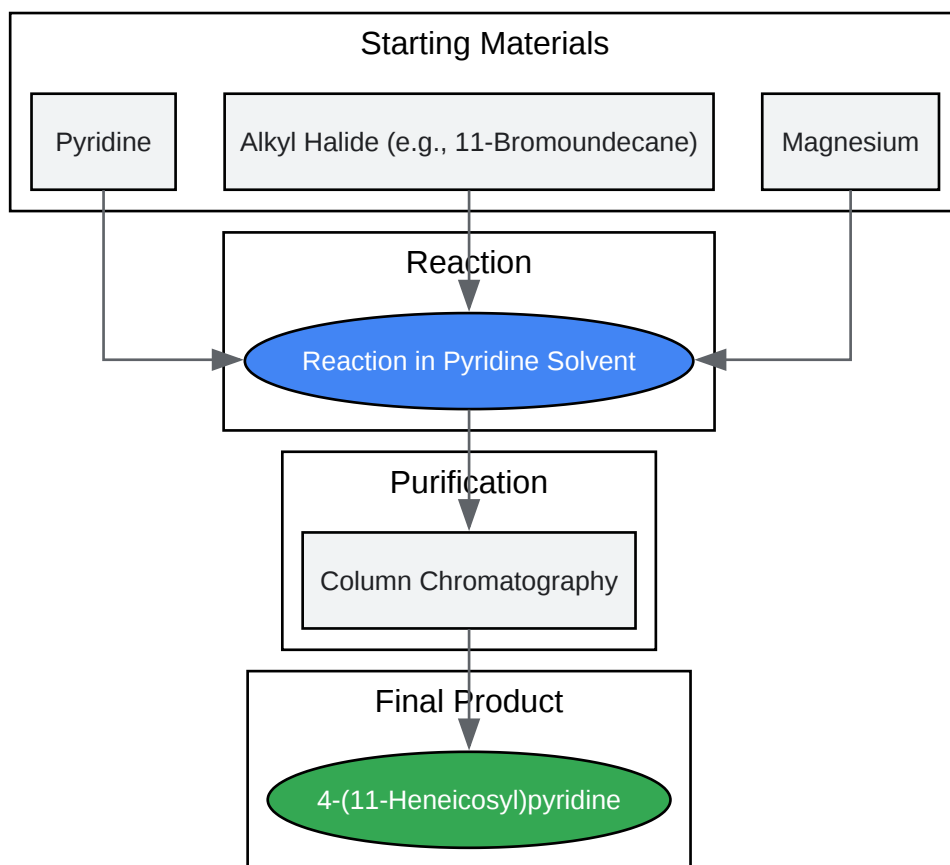 Starting Materials
Pyridine
Alkyl Halide (e.g., 11-Bromoundecane)
Magnesium
Reaction
Reaction in Pyridine Solvent
Purification
Column Chromatography
Final Product
4-(11-Heneicosyl)pyridine